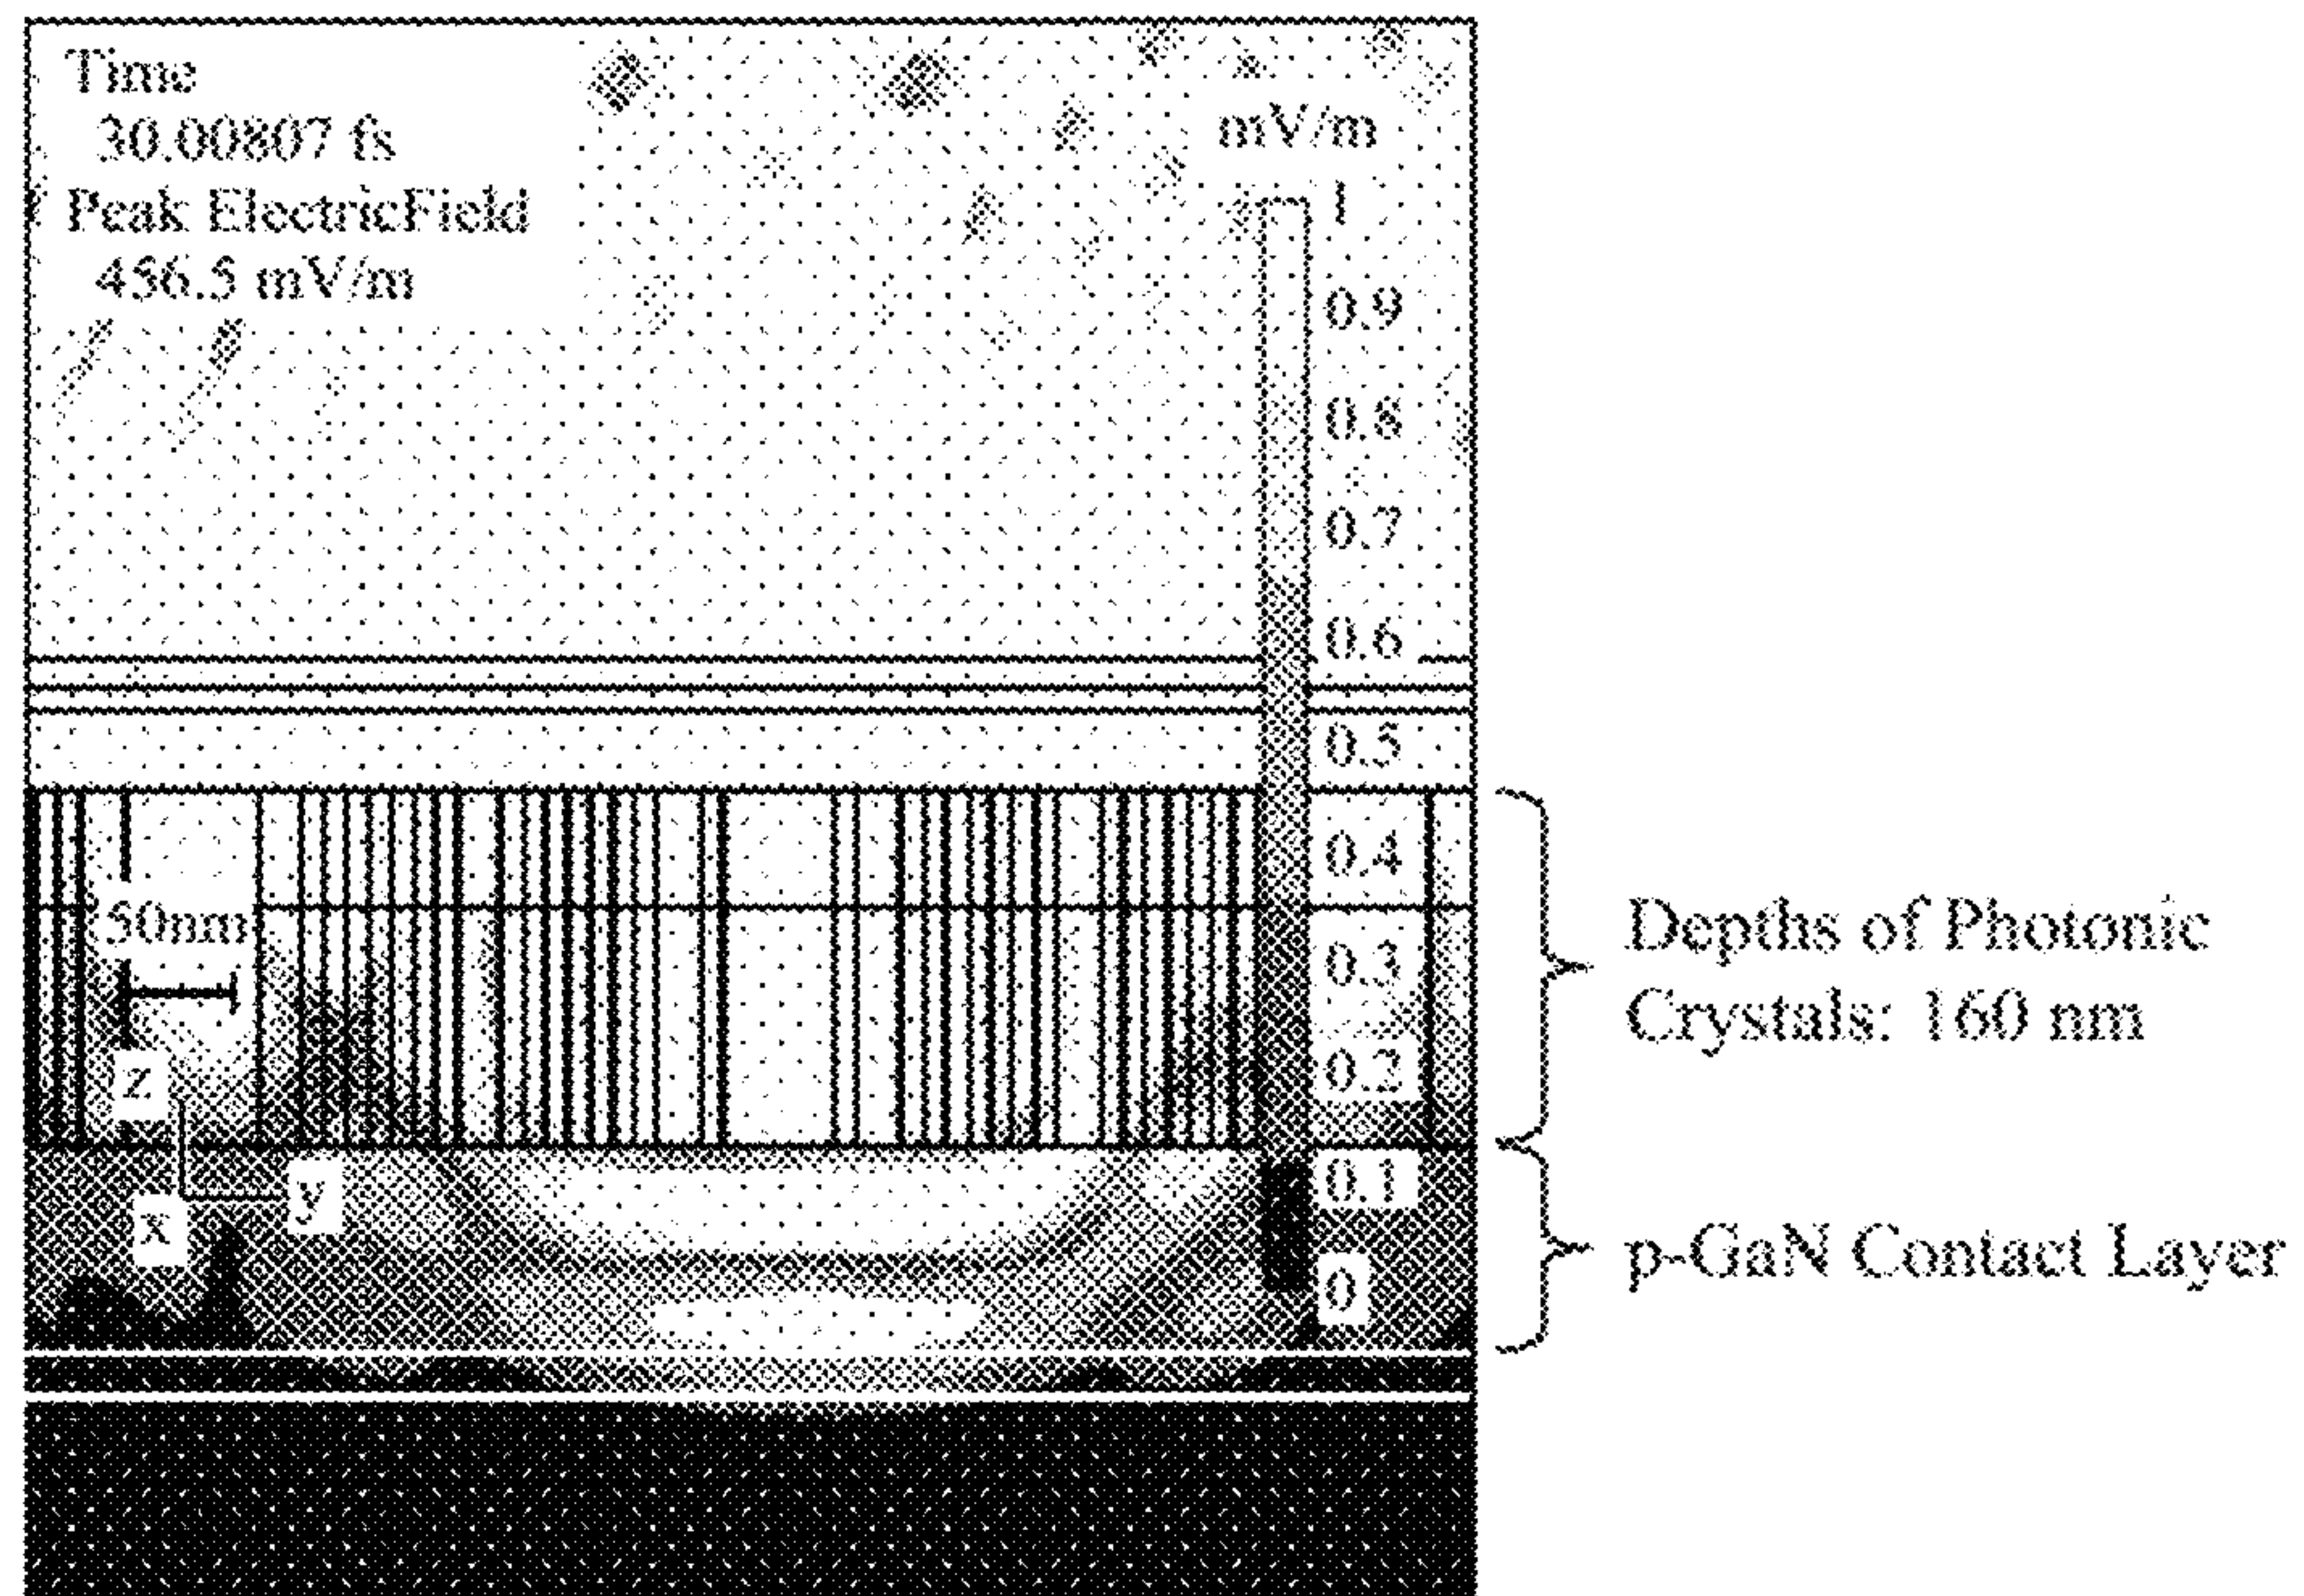 Time
30.00807 fs
Peak ElectricField
456.5 mV/m
mV/m
1
0.9
0.8
0.7
0.6
0.5
0.4
0.3
0.2
0.1
0
50nm
z
x
y
Depths of Photonic
Crystals: 160 nm
p-GaN Contact Layer